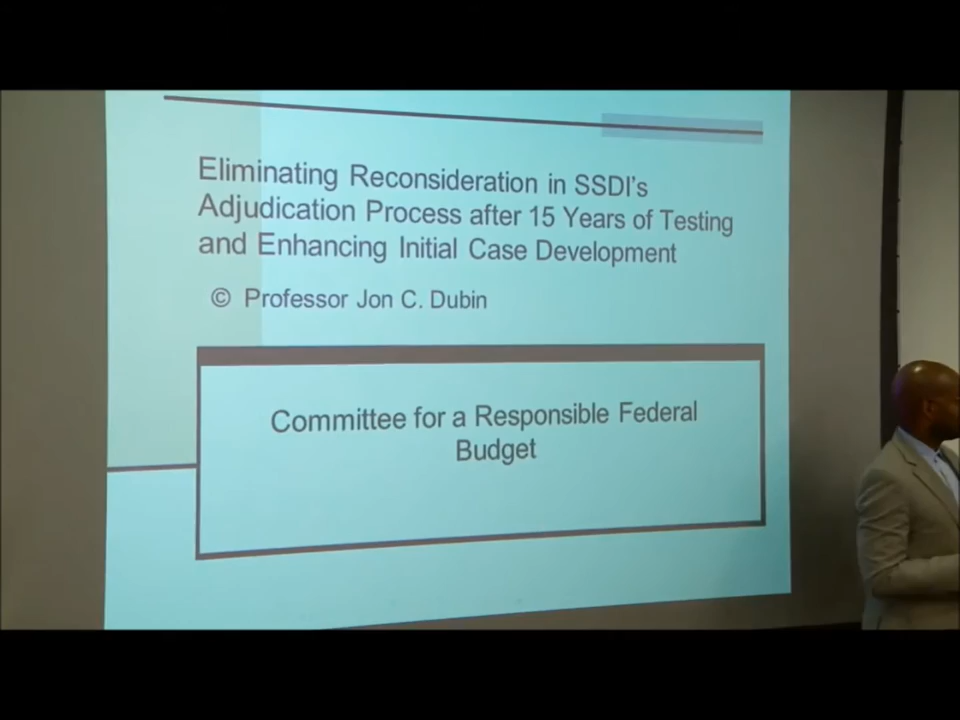 Eliminating Reconsideration in SSDI's
Adjudication Process after 15 Years of Testing
and Enhancing Initial Case Development
© Professor Jon C. Dubin
Committee for a Responsible Federal
Budget